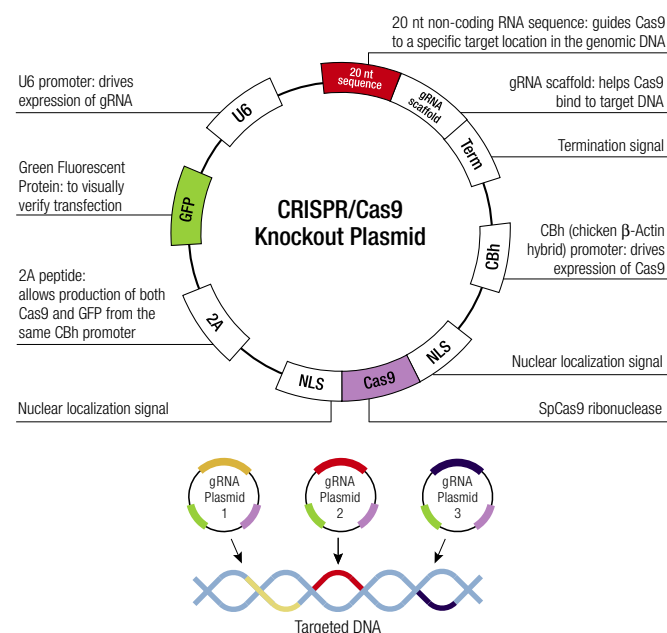 20 nt non-coding RNA sequence: guides Cas9
to a specific target location in the genomic DNA
U6 promoter: drives
expression of gRNA
gRNA scaffold: helps Cas9
bind to target DNA
Termination signal
Green Fluorescent
Protein: to visually
verify transfection
CBh (chicken β-Actin
hybrid) promoter: drives
expression of Cas9
2A peptide:
allows production of both
Cas9 and GFP from the
same CBh promoter
Nuclear localization signal
Nuclear localization signal
SpCas9 ribonuclease
20 nt
sequence
gRNA
scaffold
Term
CBh
NLS
Cas9
NLS
2A
GFP
U6
CRISPR/Cas9
Knockout Plasmid
gRNA
Plasmid
1
gRNA
Plasmid
2
gRNA
Plasmid
3
Targeted DNA